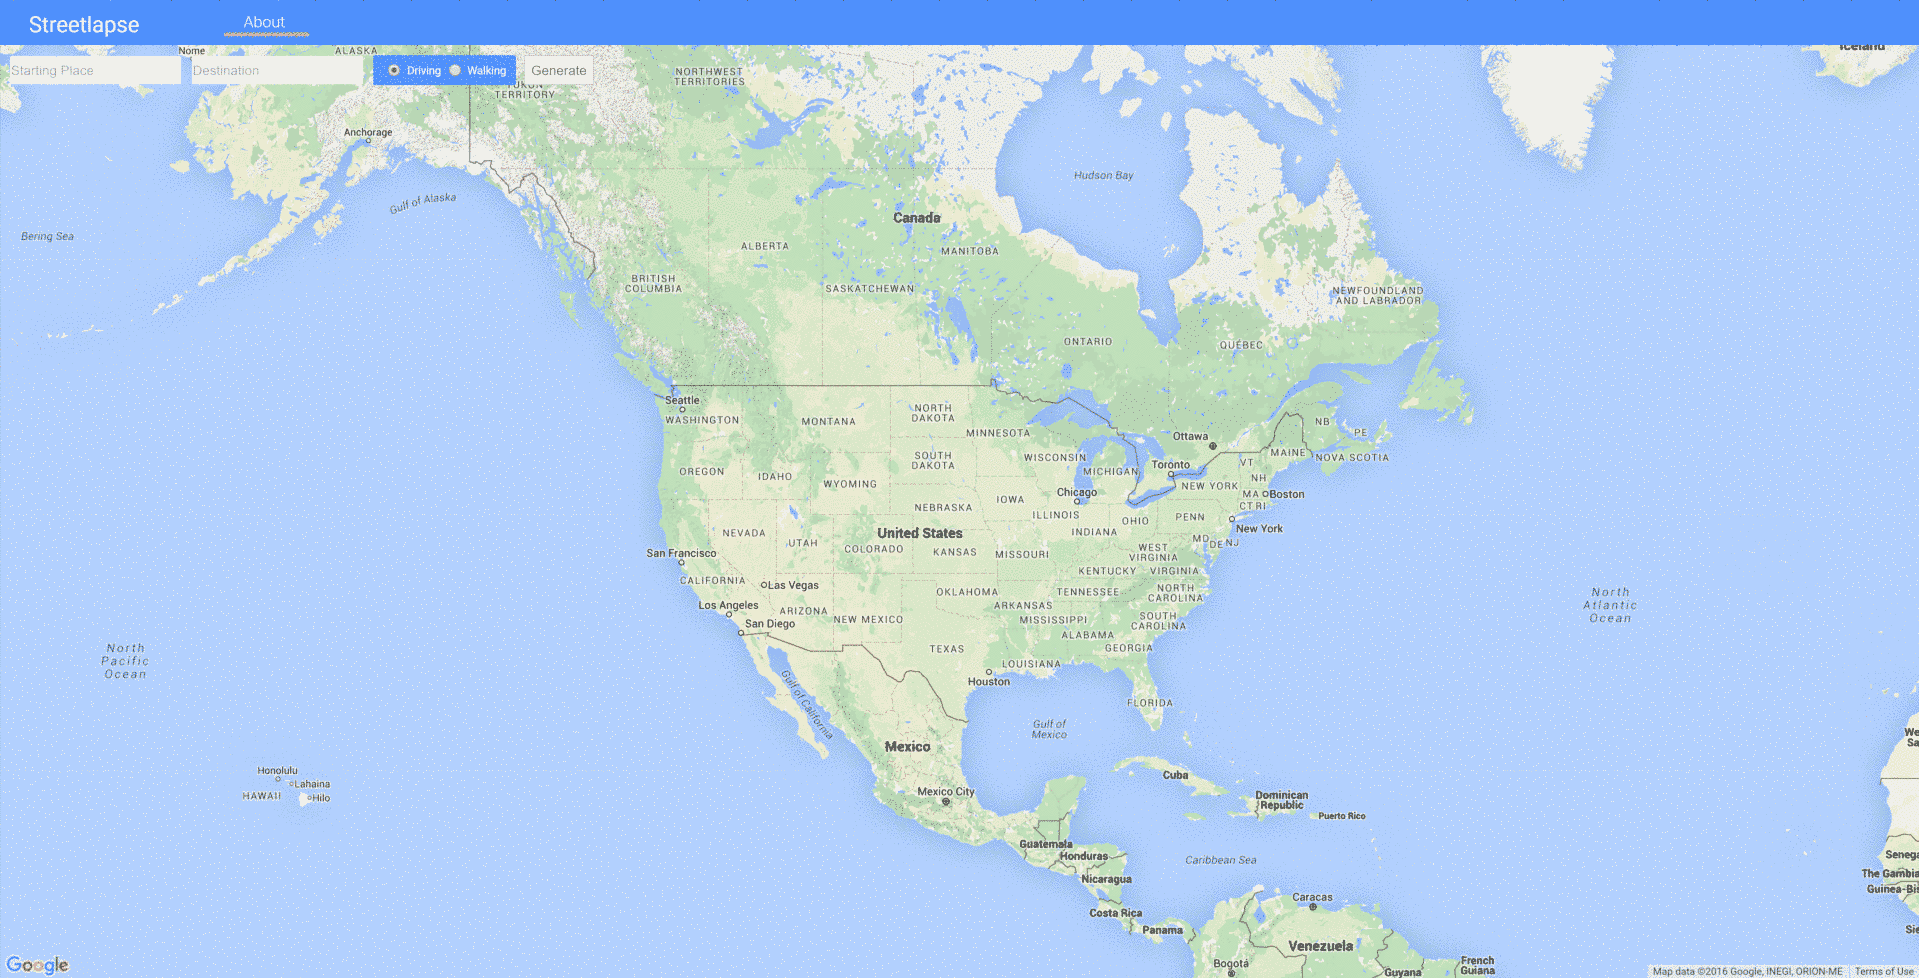 Streetlapse
About
Iceland
Nome
ALASKA
Starting Place
Destination
Driving
Walking
Generate
NORTHWEST
TERRITORIES
YUKON
TERRITORY
Anchorage
Hudson Bay
Gulf of Alaska
Canada
Bering Sea
ALBERTA
MANITOBA
BRITISH
COLUMBIA
SASKATCHEWAN
NEWFOUNDLAND
AND LABRADOR
ONTARIO
QUÉBEC
Seattle
WASHINGTON
MONTANA
NORTH
DAKOTA
MINNESOTA
Ottawa
NB
PE
MAINE
NOVA SCOTIA
OREGON
IDAHO
WYOMING
SOUTH
DAKOTA
WISCONSIN
MICHIGAN
Toronto
VT
NH
NEW YORK
MA
Boston
CT RI
Chicago
IOWA
NEBRASKA
ILLINOIS
INDIANA
OHIO
PENN
New York
NEVADA
UTAH
United States
COLORADO
KANSAS
MISSOURI
WEST
VIRGINIA
MD
DE
NJ
San Francisco
CALIFORNIA
Las Vegas
KENTUCKY
VIRGINIA
OKLAHOMA
TENNESSEE
NORTH
CAROLINA
Los Angeles
ARIZONA
NEW MEXICO
ARKANSAS
MISSISSIPPI
SOUTH
CAROLINA
San Diego
ALABAMA
GEORGIA
TEXAS
LOUISIANA
Houston
North
Atlantic
Ocean
North
Pacific
Ocean
Gulf of California
FLORIDA
Gulf of
Mexico
Mexico
Honolulu
Lahaina
HAWAII
Hilo
Mexico City
Cuba
Dominican
Republic
Puerto Rico
We
Sa
Guatemala
Honduras
Caribbean Sea
Nicaragua
Senega
The Gambia
Guinea-Bis
Costa Rica
Caracas
Panama
Sie
Venezuela
Bogotá
Guyana
French
Guiana
Google
Map data ©2016 Google, INEGI, ORION-ME
Terms of Use